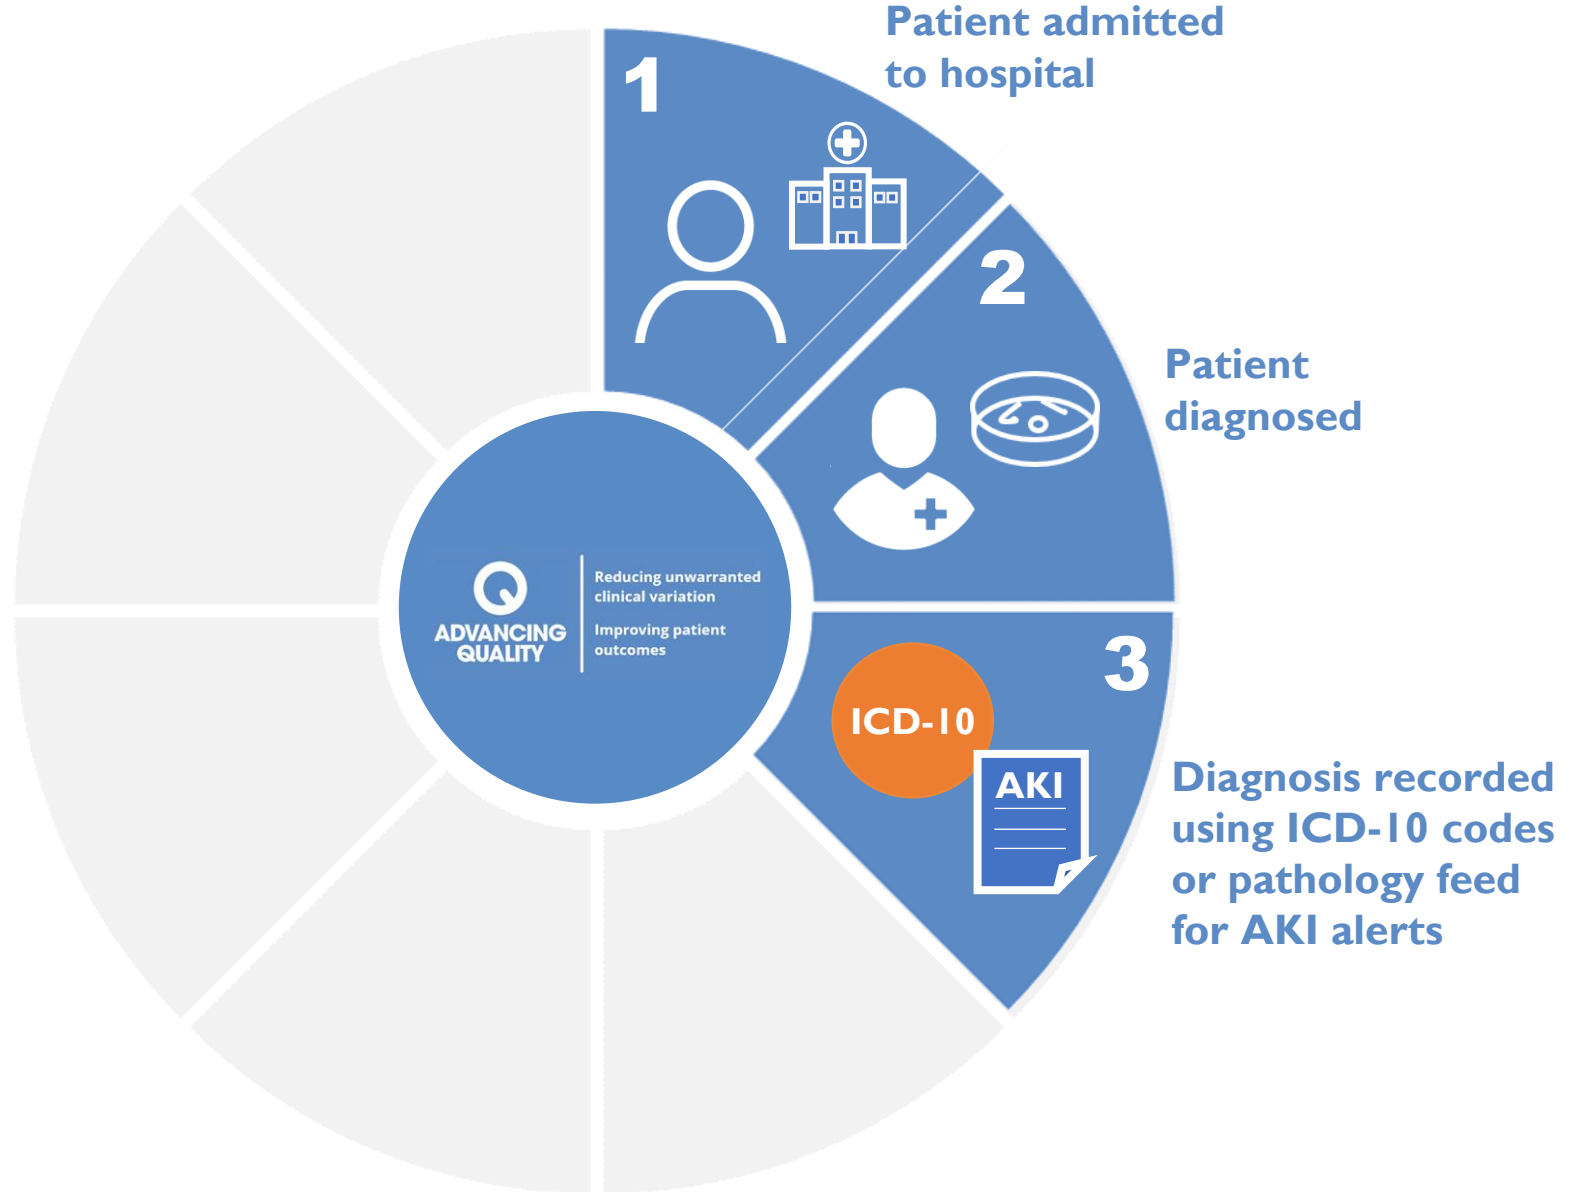 Patient admitted
to hospital
1
2
Patient
diagnosed
ADVANCING
QUALITY
Reducing unwarranted
clinical variation
Improving patient
outcomes
3
ICD-10
AKI
Diagnosis recorded
using ICD-10 codes
or pathology feed
for AKI alerts